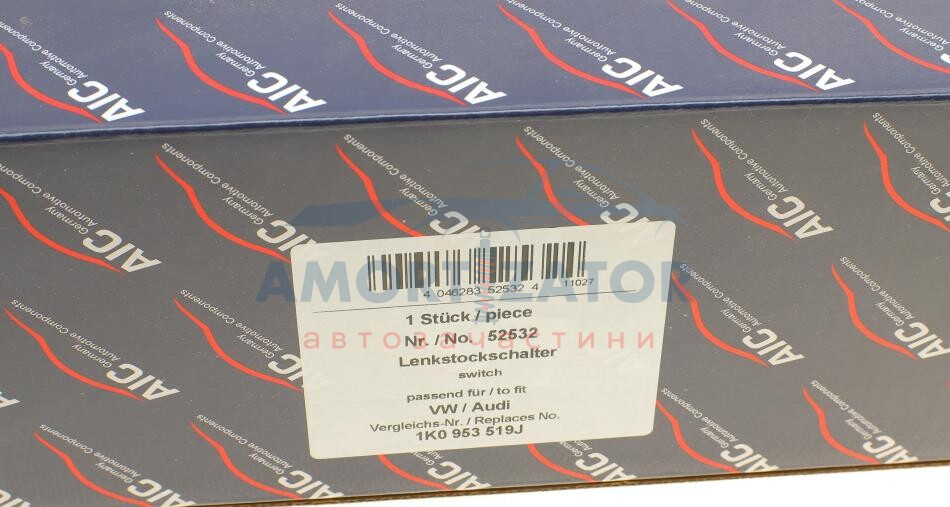 AIC Germany
Automotive Components
4 046283 52532 4 11027
AMORTIZATOR
1 Stück / piece
автозапчастини
Nr. / No. 52532
Lenkstockschalter
switch
passend für / to fit
VW / Audi
Vergleichs-Nr. / Replaces No.
1K0 953 519J